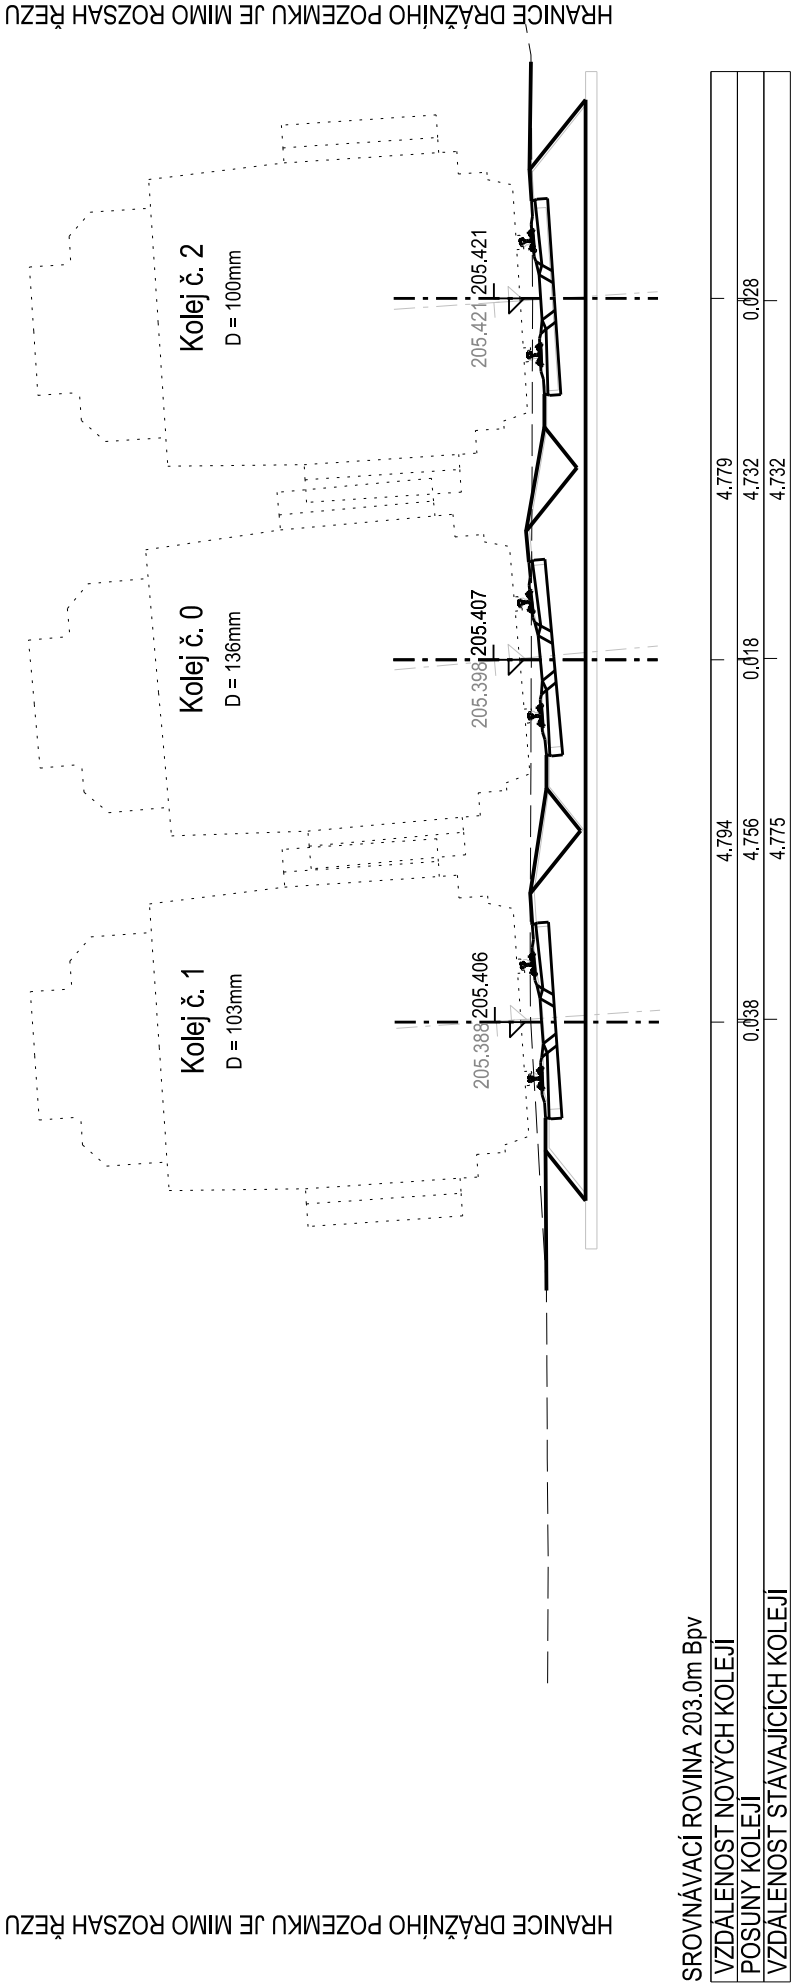 HRANICE DRÁŽNÍHO POZEMKU JE MIMO ROZSAH ŘEZU
Kolej č. 1
D = 103mm
205.388 205.406
Kolej č. 0
D = 136mm
205.398 205.407
Kolej č. 2
D = 100mm
205.421 205.421
HRANICE DRÁŽNÍHO POZEMKU JE MIMO ROZSAH ŘEZU
SROVNÁVACÍ ROVINA 203.0m Bpv
VZDÁLENOST NOVÝCH KOLEJÍ 4.794 4.779
POSUNY KOLEJÍ 0.038 4.756 0.018 4.732 0.028
VZDÁLENOST STÁVAJÍCÍCH KOLEJÍ 4.775 4.732